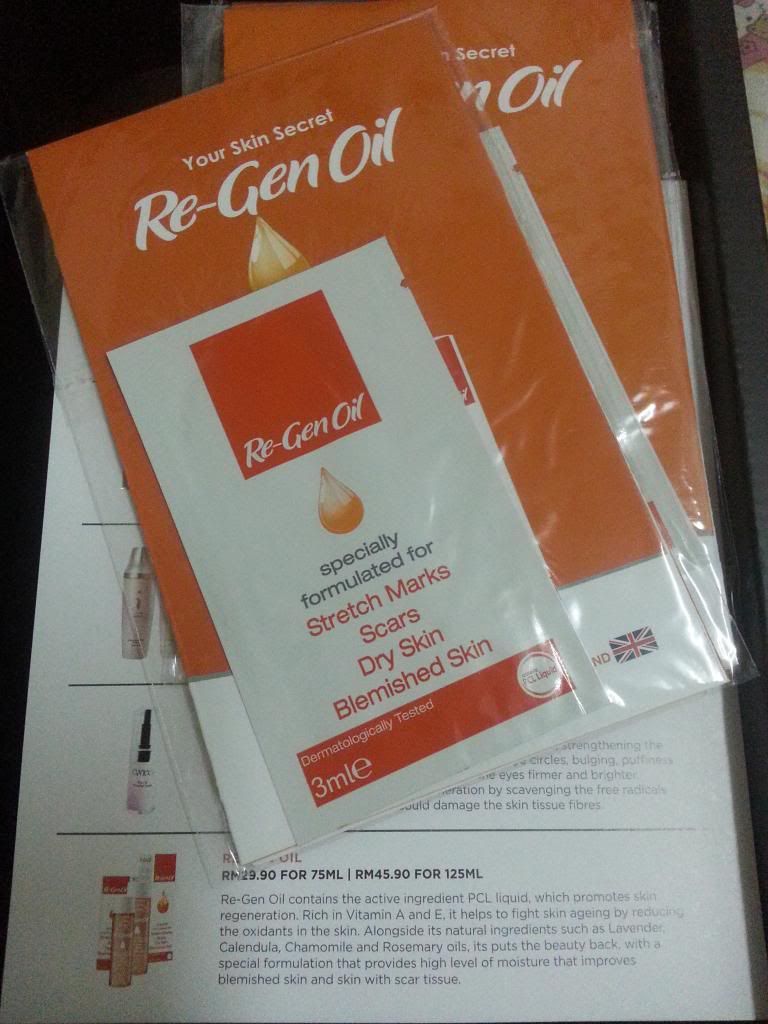 n Secret
n Oil
Your Skin Secret
Re-Gen Oil
Re-Gen Oil
specially
formulated for
Stretch Marks
Scars
Dry Skin
Blemished Skin
PCL Liquid
Dermatologically Tested
3ml℮
ND
strengthening the
circles, bulging, puffiness
the eyes firmer and brighter.
eration by scavenging the free radicals
ould damage the skin tissue fibres.
OIL
RM29.90 FOR 75ML | RM45.90 FOR 125ML
Re-Gen Oil contains the active ingredient PCL liquid, which promotes skin
regeneration. Rich in Vitamin A and E, it helps to fight skin ageing by reducing
the oxidants in the skin. Alongside its natural ingredients such as Lavender,
Calendula, Chamomile and Rosemary oils, its puts the beauty back, with a
special formulation that provides high level of moisture that improves
blemished skin and skin with scar tissue.